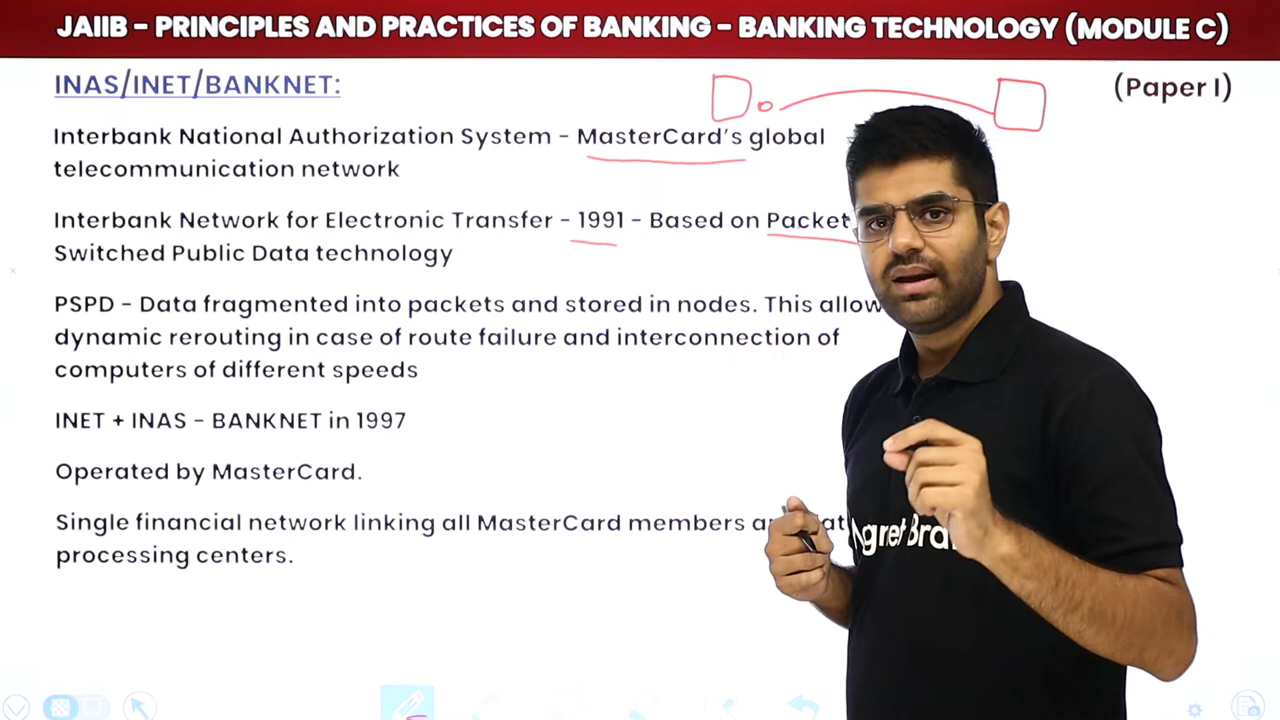 JAIIB – PRINCIPLES AND PRACTICES OF BANKING – BANKING TECHNOLOGY (MODULE C)
INAS/INET/BANKNET:
(Paper I)
Interbank National Authorization System – MasterCard's global
telecommunication network
Interbank Network for Electronic Transfer – 1991 – Based on Packet
Switched Public Data technology
PSPD – Data fragmented into packets and stored in nodes. This allow
dynamic rerouting in case of route failure and interconnection of
computers of different speeds
INET + INAS – BANKNET in 1997
Operated by MasterCard.
Single financial network linking all MasterCard members
processing centers.